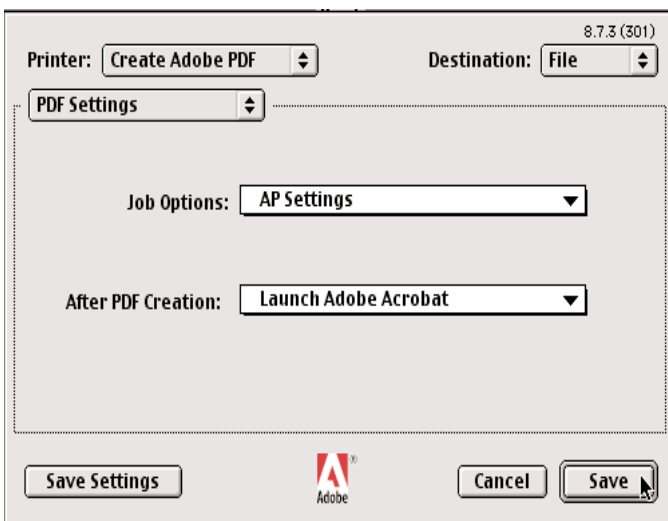 8.7.3 (301)
Printer: Create Adobe PDF Destination: File
PDF Settings
Job Options: AP Settings
After PDF Creation: Launch Adobe Acrobat
Save Settings Adobe® Cancel Save